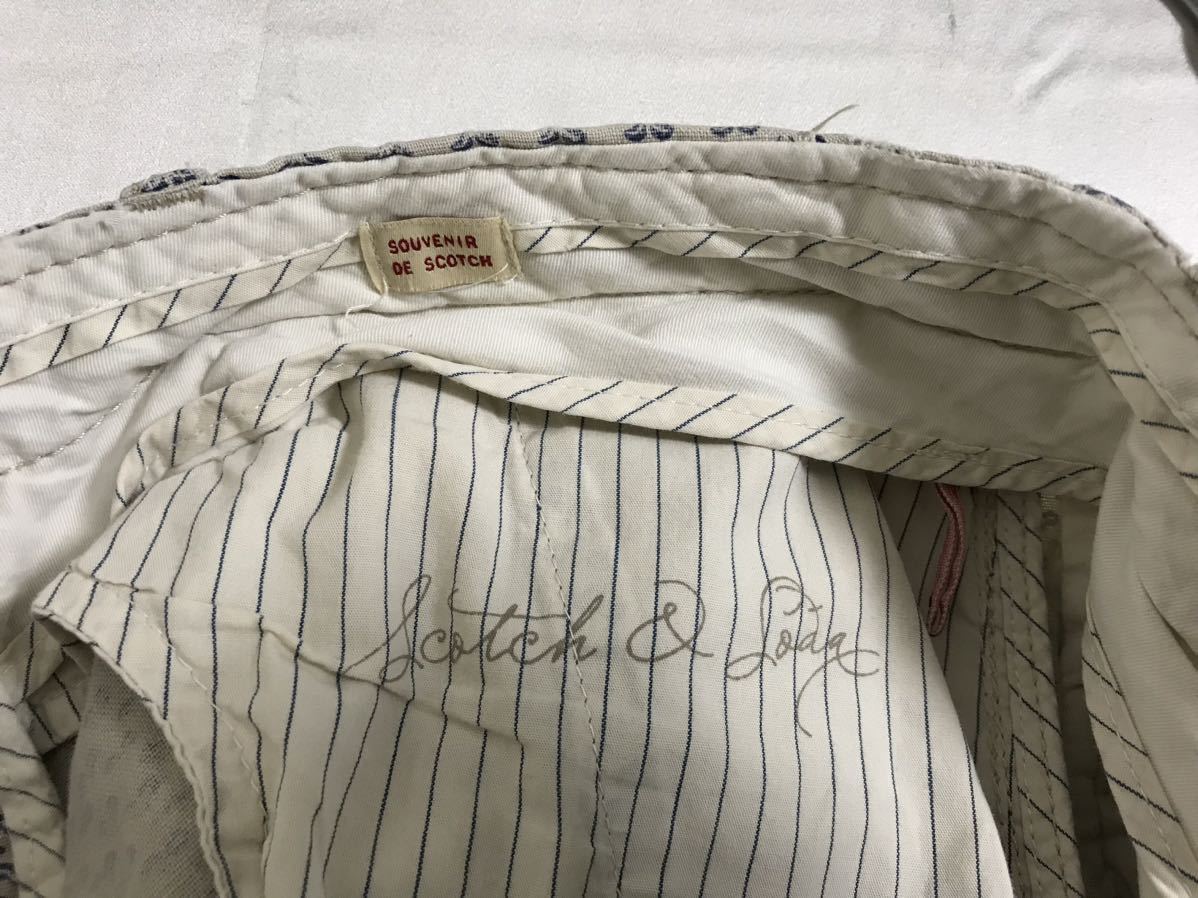 SOUVENIR
DE SCOTCH
Scotch & Soda